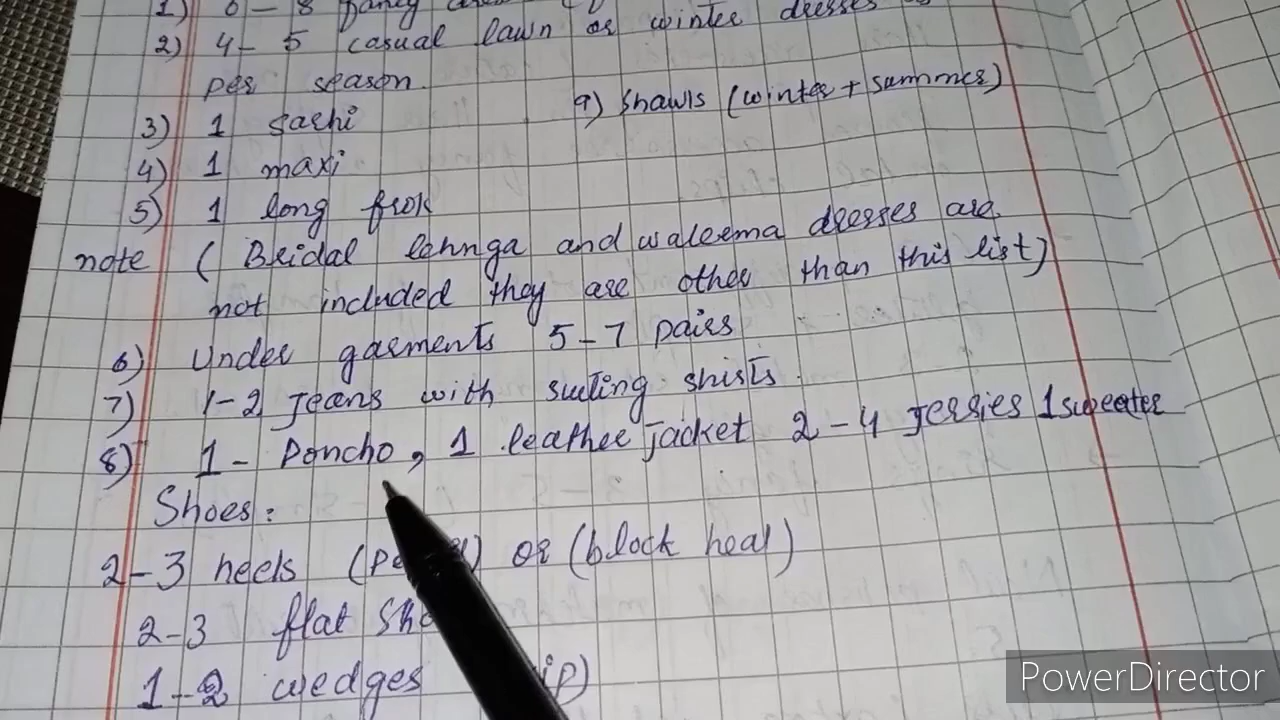 1) 6 - 8 fancy
2) 4 - 5 casual lawn or winter dresses
per season.
9) Shawls (winter + summer)
3) 1 sarhi
4) 1 maxi
5) 1 long frok
note ( Bridal lehnga and waleema dresses are
not included they are other than this list)
6) Under garments 5-7 pairs
7) 1-2 jeans with suiting shirts.
8) 1 - Poncho, 1 leather jacket 2-4 jersies 1 sweater
Shoes:
2-3 heels or (block heal)
2-3 flat
1-2 wedges
PowerDirector